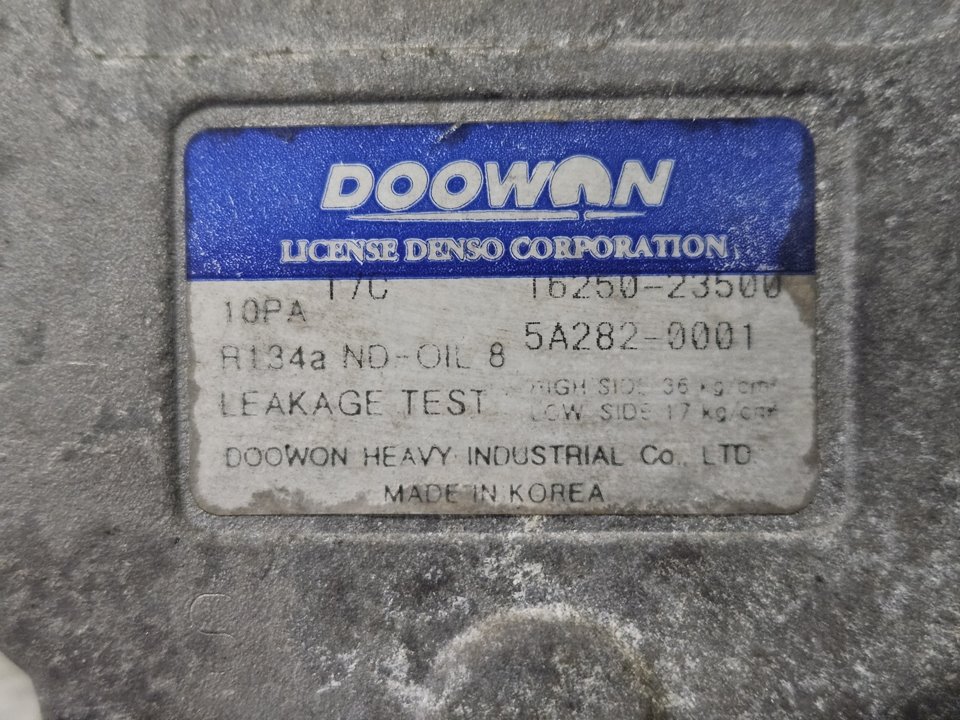 DOOWON
LICENSE DENSO CORPORATION
10PA 17C 16250-23500
R134a ND-OIL 8 5A282-0001
LEAKAGE TEST HIGH SIDE 36 kg/cm²
LOW SIDE 17 kg/cm²
DOOWON HEAVY INDUSTRIAL Co., LTD
MADE IN KOREA